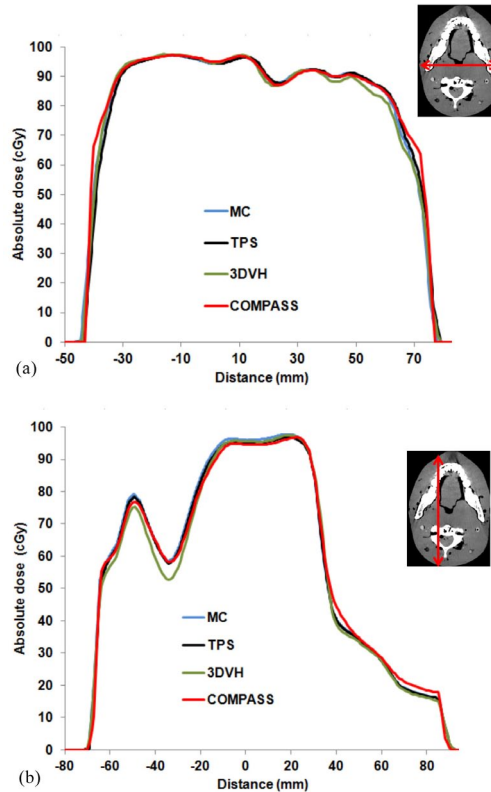 100
90
80
70
60
50
40
30
20
10
0
Absolute dose (cGy)
MC
TPS
3DVH
COMPASS
-50 -30 -10 10 30 50 70
Distance (mm)
(a)
100
90
80
70
60
50
40
30
20
10
0
Absolute dose (cGy)
MC
TPS
3DVH
COMPASS
-80 -60 -40 -20 0 20 40 60 80
Distance (mm)
(b)